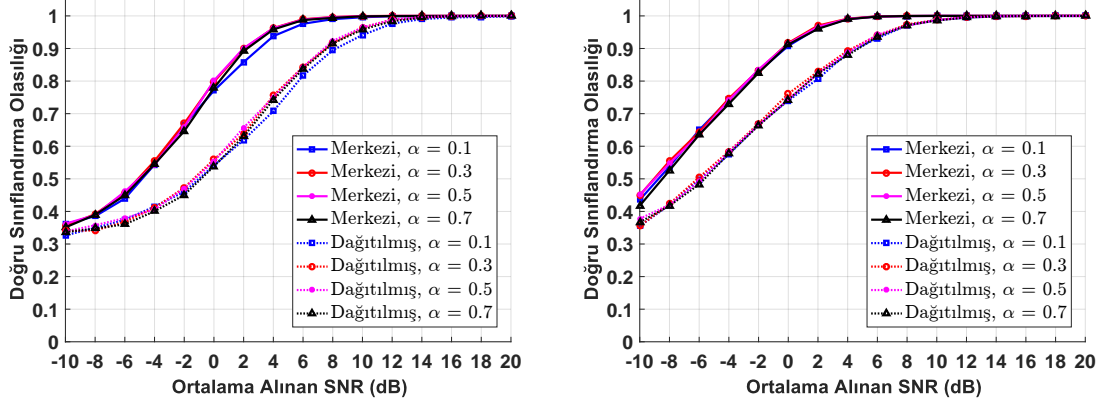 Doğru Sınıflandırma Olasılığı
1
0.9
0.8
0.7
0.6
0.5
0.4
0.3
0.2
0.1
0
-10 -8 -6 -4 -2 0 2 4 6 8 10 12 14 16 18 20
Ortalama Alınan SNR (dB)
Merkezi, α = 0.1
Merkezi, α = 0.3
Merkezi, α = 0.5
Merkezi, α = 0.7
Dağıtılmış, α = 0.1
Dağıtılmış, α = 0.3
Dağıtılmış, α = 0.5
Dağıtılmış, α = 0.7
Doğru Sınıflandırma Olasılığı
1
0.9
0.8
0.7
0.6
0.5
0.4
0.3
0.2
0.1
0
-10 -8 -6 -4 -2 0 2 4 6 8 10 12 14 16 18 20
Ortalama Alınan SNR (dB)
Merkezi, α = 0.1
Merkezi, α = 0.3
Merkezi, α = 0.5
Merkezi, α = 0.7
Dağıtılmış, α = 0.1
Dağıtılmış, α = 0.3
Dağıtılmış, α = 0.5
Dağıtılmış, α = 0.7